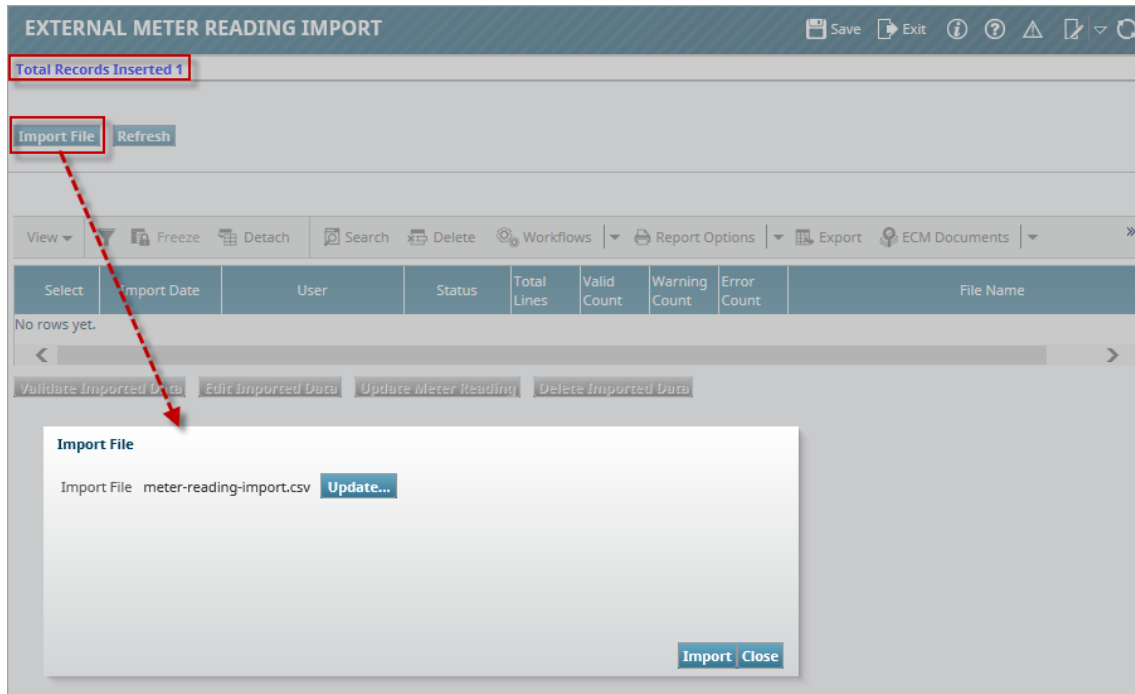 EXTERNAL METER READING IMPORT Save Exit
Total Records Inserted 1
Import File Refresh
View Freeze Detach Search Delete Workflows Report Options Export ECM Documents »
Select Import Date User Status Total Lines Valid Count Warning Count Error Count File Name
No rows yet.
Validate Imported Data Edit Imported Data Update Meter Reading Delete Imported Data
Import File
Import File meter-reading-import.csv Update...
Import Close